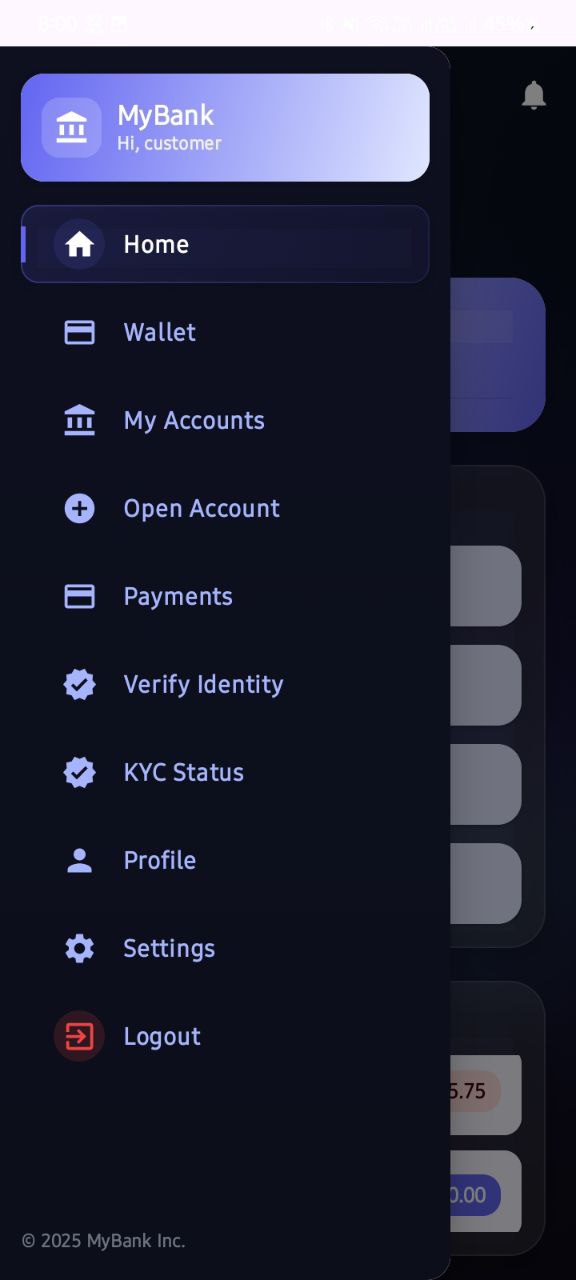 MyBank
Hi, customer
Home
Wallet
My Accounts
Open Account
Payments
Verify Identity
KYC Status
Profile
Settings
Logout
5.75
0.00
© 2025 MyBank Inc.